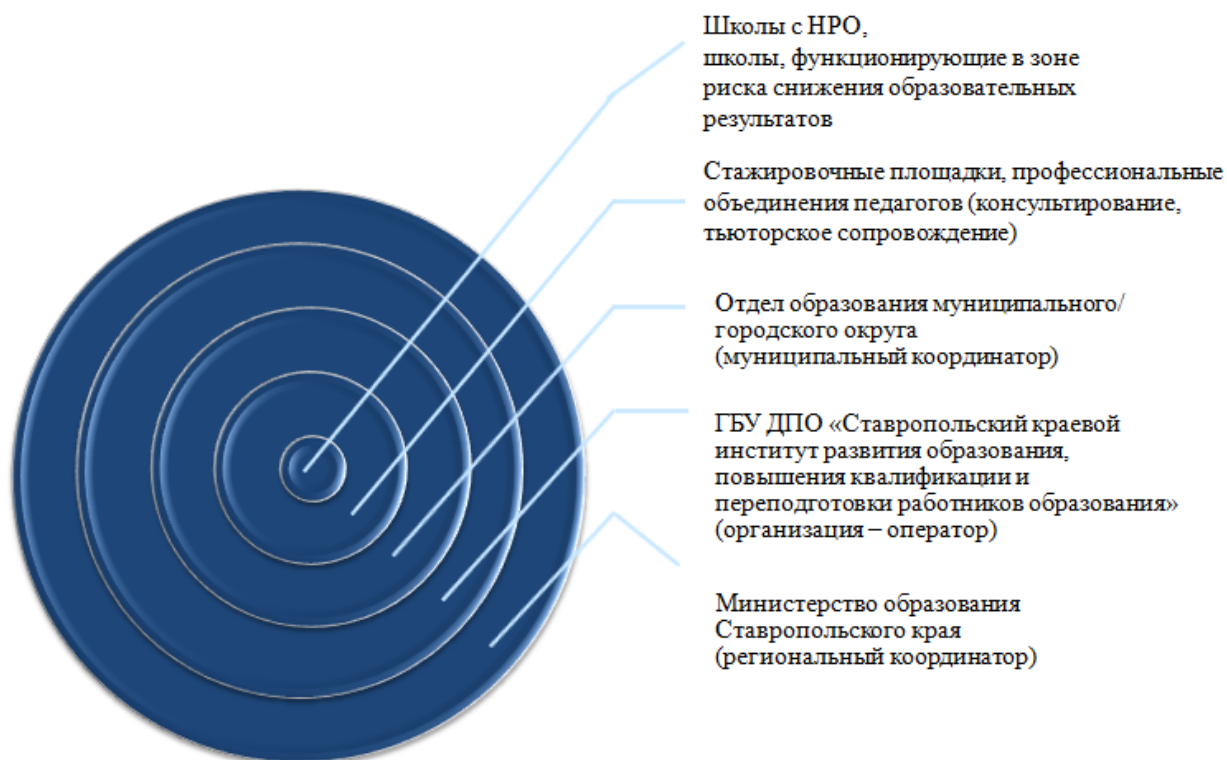 Школы с НРО,
школы, функционирующие в зоне
риска снижения образовательных
результатов
Стажировочные площадки, профессиональные
объединения педагогов (консультирование,
тьюторское сопровождение)
Отдел образования муниципального/
городского округа
(муниципальный координатор)
ГБУ ДПО «Ставропольский краевой
институт развития образования,
повышения квалификации и
переподготовки работников образования»
(организация – оператор)
Министерство образования
Ставропольского края
(региональный координатор)